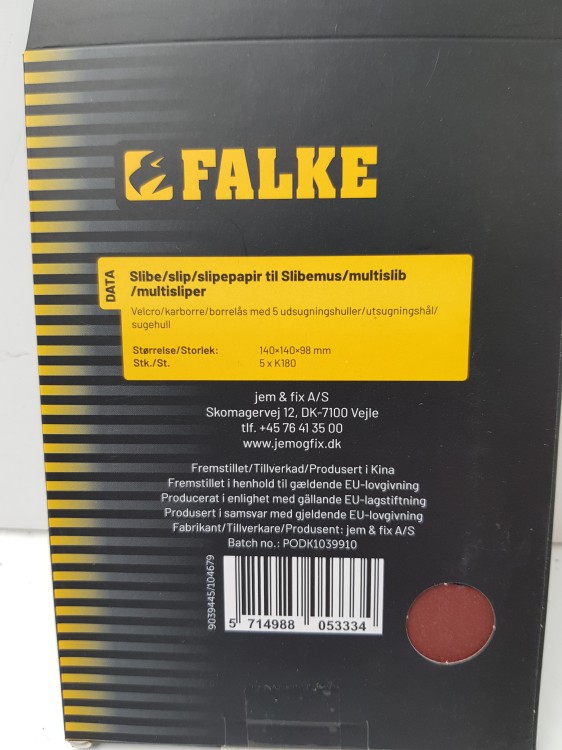 FALKE
DATA
Slibe/slip/slipepapir til Slibemus/multislib
/multisliper
Velcro/karborre/borrelås med 5 udsugningshuller/utsugningshål/
sugehull
Størrelse/Storlek: 140×140×98 mm
Stk./St. 5 x K180
jem & fix A/S
Skomagervej 12, DK-7100 Vejle
tlf. +45 76 41 35 00
www.jemogfix.dk
Fremstillet/Tillverkad/Produsert i Kina
Fremstillet i henhold til gældende EU-lovgivning
Producerat i enlighet med gällande EU-lagstiftning
Produsert i samsvar med gjeldende EU-lovgivning
Fabrikant/Tillverkare/Produsent: jem & fix A/S
Batch no.: PODK1039910
9039445/104679
5 714988 053334